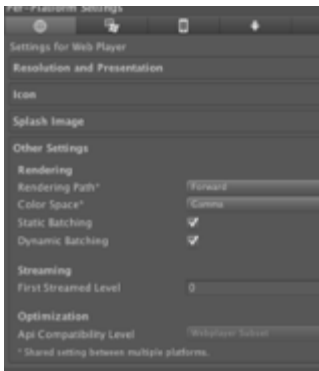 Per-Platform Settings
Settings for Web Player
Resolution and Presentation
Icon
Splash Image
Other Settings
Rendering
Rendering Path* Forward
Color Space* Gamma
Static Batching
Dynamic Batching
Streaming
First Streamed Level 0
Optimization
Api Compatibility Level Webplayer Subset
* Shared setting between multiple platforms.